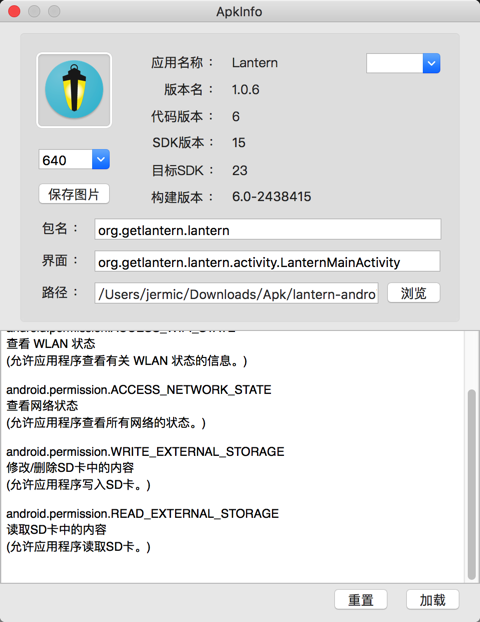 ApkInfo
应用名称： Lantern
版本名： 1.0.6
代码版本： 6
SDK版本： 15
640
目标SDK： 23
保存图片
构建版本： 6.0-2438415
包名： org.getlantern.lantern
界面： org.getlantern.lantern.activity.LanternMainActivity
路径： /Users/jermic/Downloads/Apk/lantern-andro 浏览
android.permission.ACCESS_WIFI_STATE
查看 WLAN 状态
(允许应用程序查看有关 WLAN 状态的信息。)
android.permission.ACCESS_NETWORK_STATE
查看网络状态
(允许应用程序查看所有网络的状态。)
android.permission.WRITE_EXTERNAL_STORAGE
修改/删除SD卡中的内容
(允许应用程序写入SD卡。)
android.permission.READ_EXTERNAL_STORAGE
读取SD卡中的内容
(允许应用程序读取SD卡。)
重置 加载